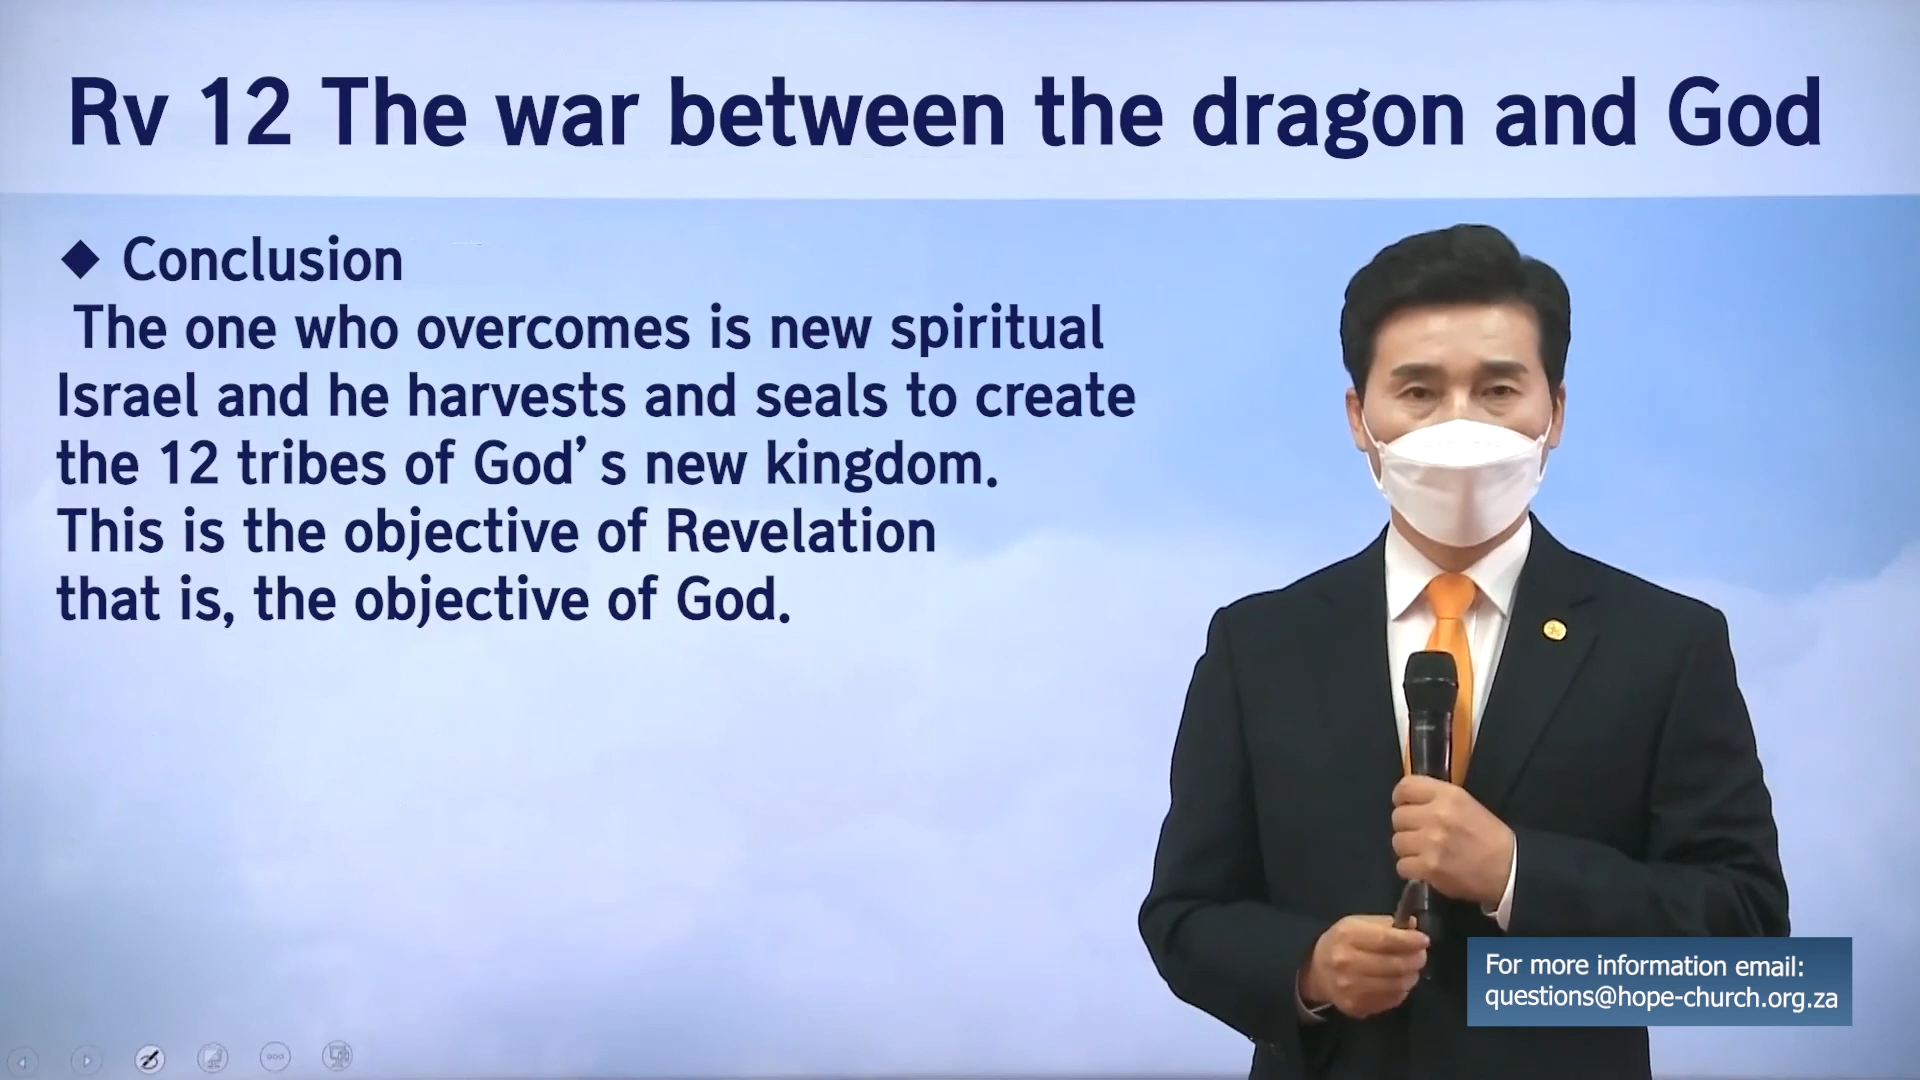 Rv 12 The war between the dragon and God
◆ Conclusion
The one who overcomes is new spiritual
Israel and he harvests and seals to create
the 12 tribes of God’s new kingdom.
This is the objective of Revelation
that is, the objective of God.
For more information email:
questions@hope-church.org.za